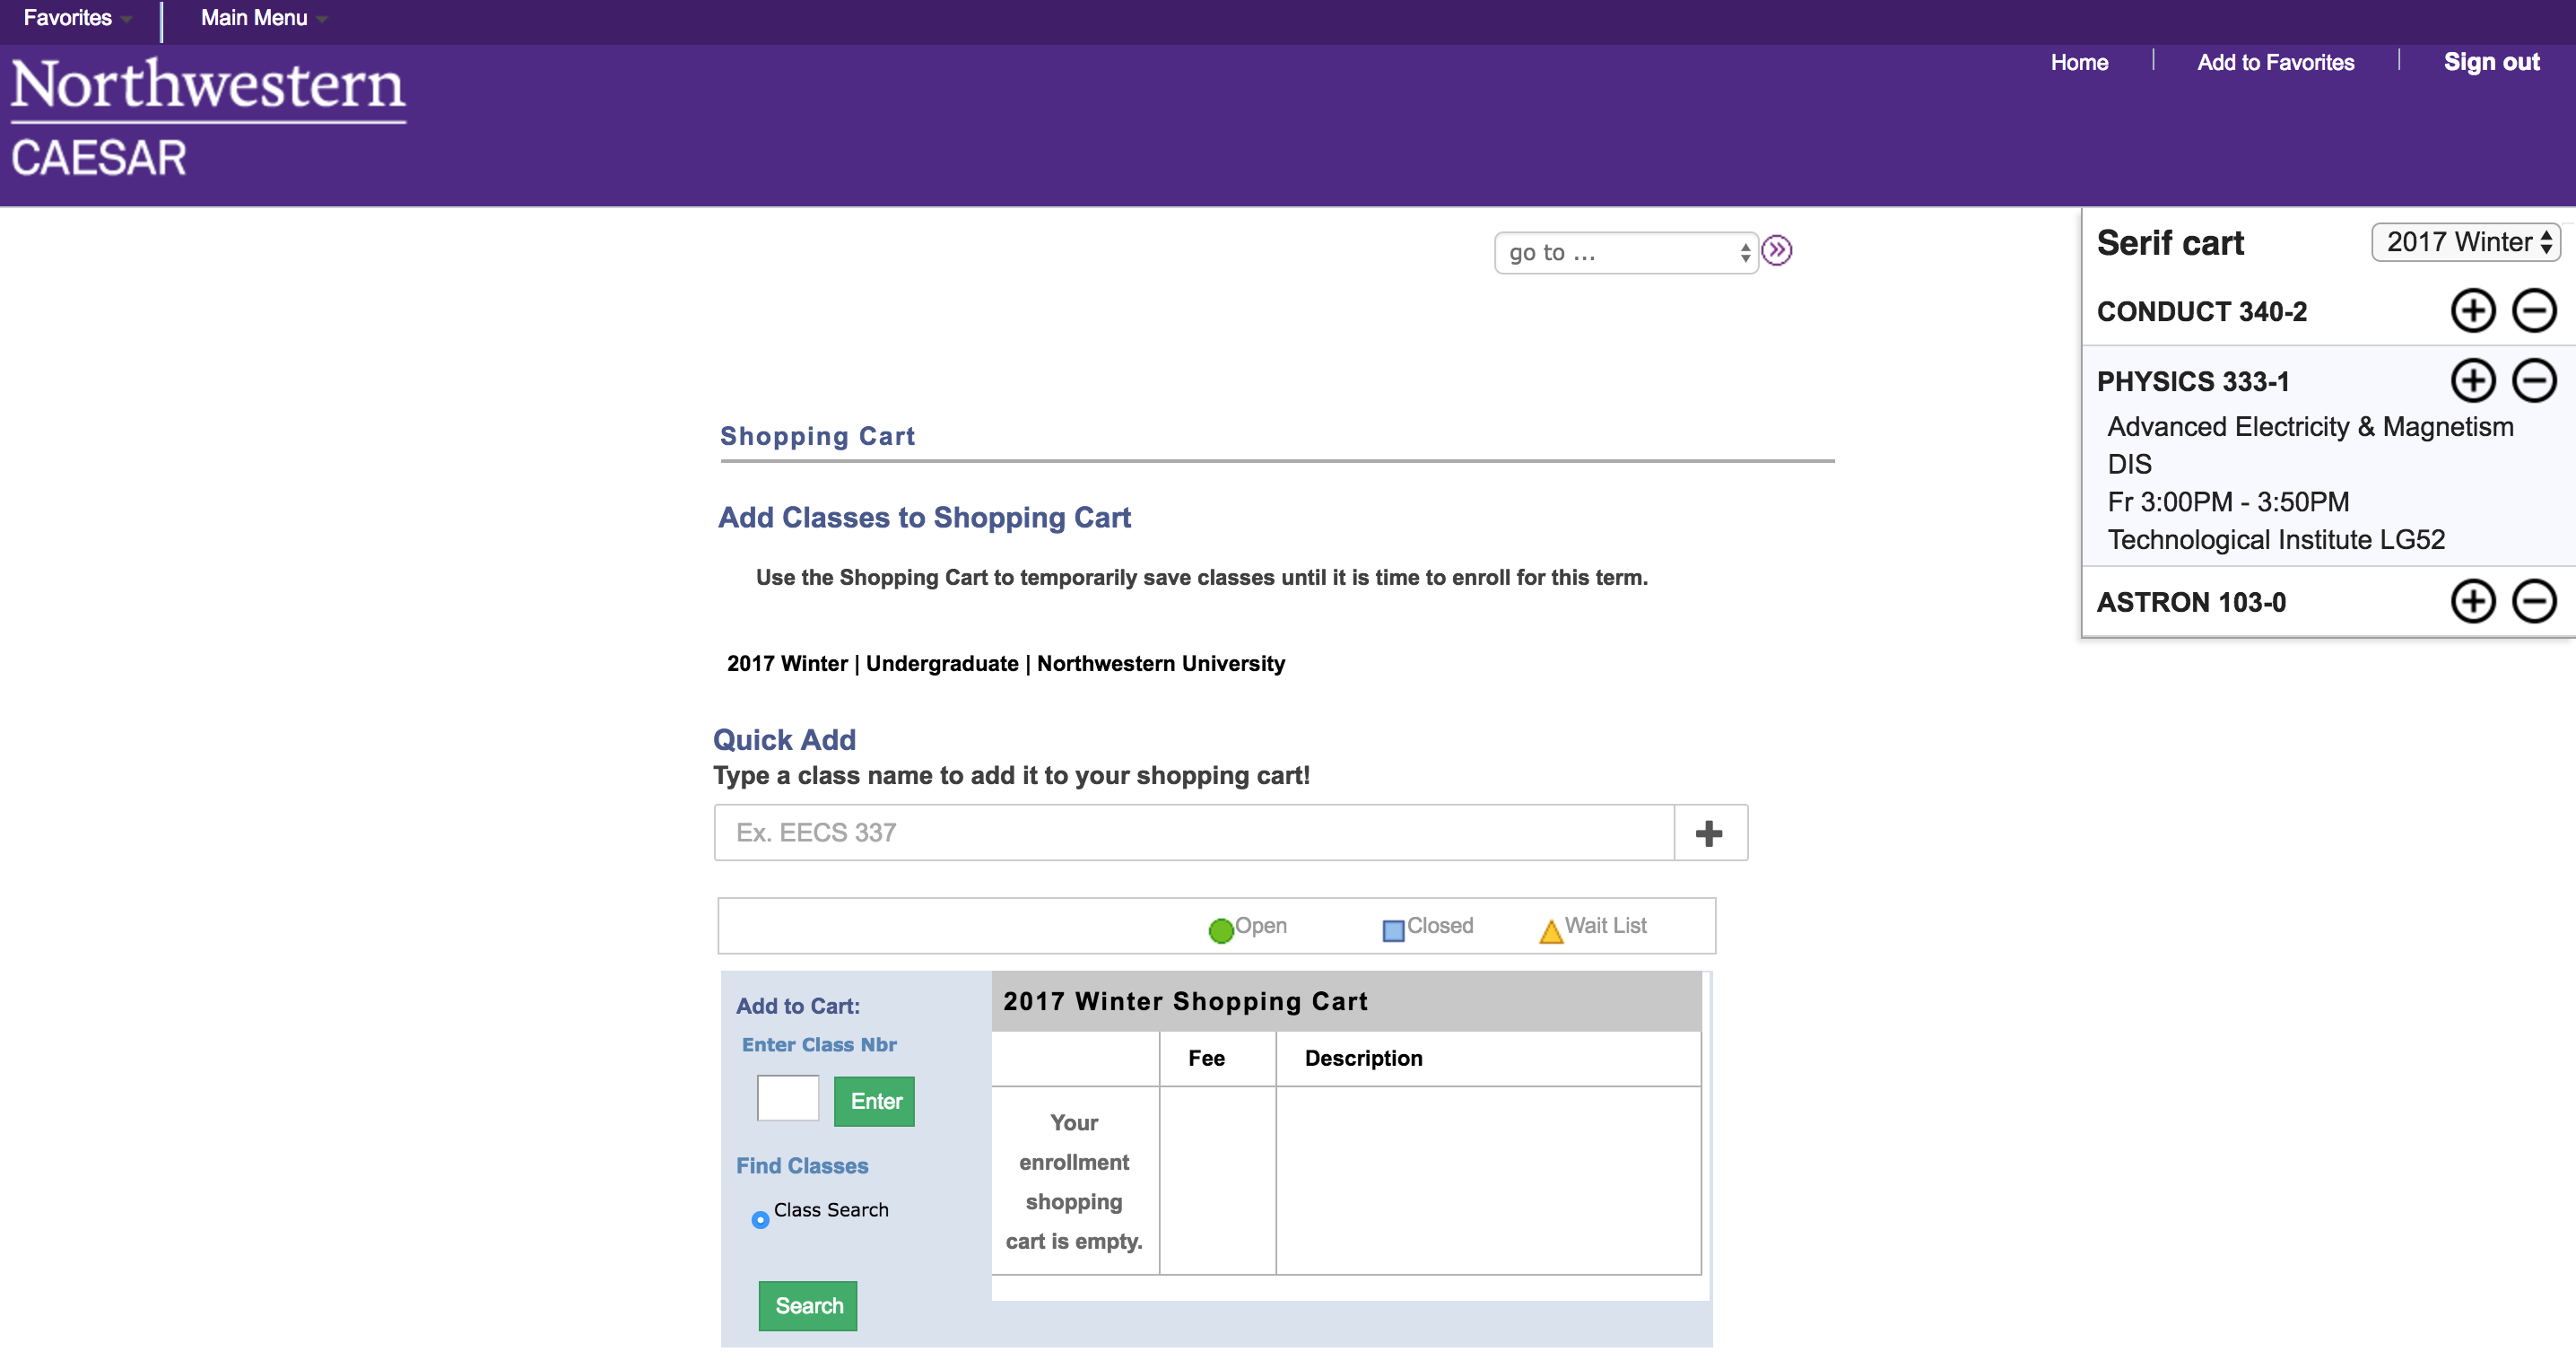 Favorites Main Menu
Northwestern
CAESAR
Home Add to Favorites Sign out
go to ...
Serif cart 2017 Winter
CONDUCT 340-2
PHYSICS 333-1
Advanced Electricity & Magnetism
DIS
Fr 3:00PM - 3:50PM
Technological Institute LG52
ASTRON 103-0
Shopping Cart
Add Classes to Shopping Cart
Use the Shopping Cart to temporarily save classes until it is time to enroll for this term.
2017 Winter | Undergraduate | Northwestern University
Quick Add
Type a class name to add it to your shopping cart!
Ex. EECS 337
Open Closed Wait List
Add to Cart:
Enter Class Nbr
Enter
Find Classes
Class Search
Search
2017 Winter Shopping Cart
Fee Description
Your
enrollment
shopping
cart is empty.